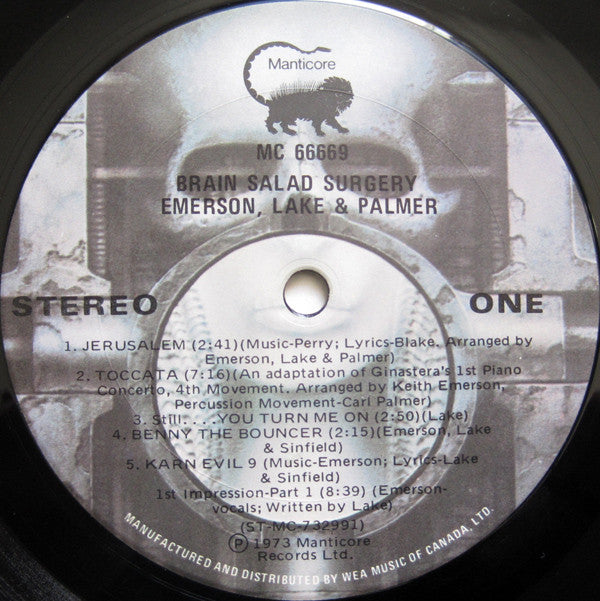 Manticore
MC 66669
BRAIN SALAD SURGERY
EMERSON, LAKE & PALMER
STEREO
ONE
1. JERUSALEM (2:41)(Music-Perry; Lyrics-Blake. Arranged by
Emerson, Lake & Palmer)
2. TOCCATA (7:16)(An adaptation of Ginastera's 1st Piano
Concerto, 4th Movement. Arranged by Keith Emerson,
Percussion Movement-Carl Palmer)
3. Still. . . .YOU TURN ME ON (2:50)(Lake)
4. BENNY THE BOUNCER (2:15)(Emerson, Lake
& Sinfield)
5. KARN EVIL 9 (Music-Emerson; Lyrics-Lake
& Sinfield)
1st Impression-Part 1 (8:39) (Emerson-
vocals; Written by Lake)
(ST-MC-732991)
Ⓟ 1973 Manticore
Records Ltd.
MANUFACTURED AND DISTRIBUTED BY WEA MUSIC OF CANADA, LTD.